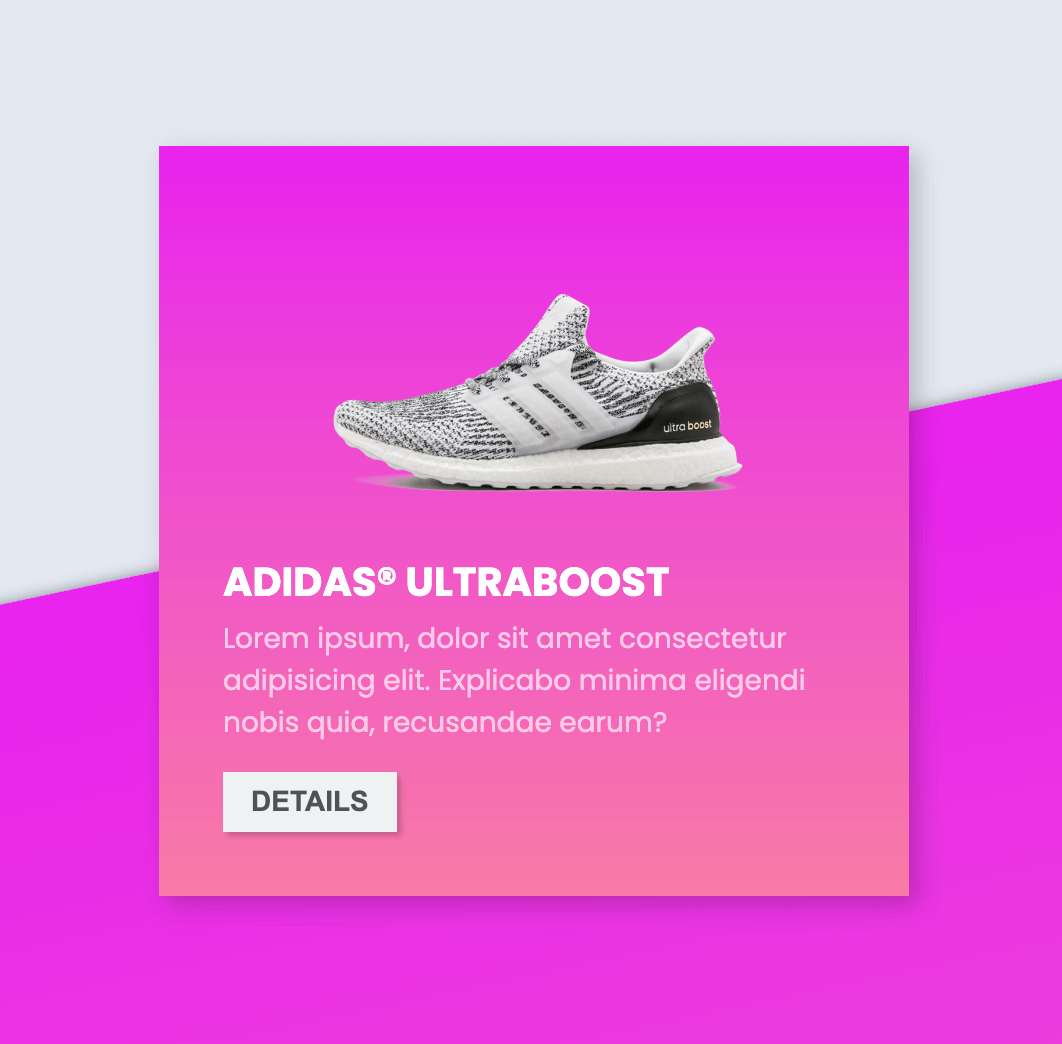 ultra boost
ADIDAS® ULTRABOOST
Lorem ipsum, dolor sit amet consectetur
adipisicing elit. Explicabo minima eligendi
nobis quia, recusandae earum?
DETAILS